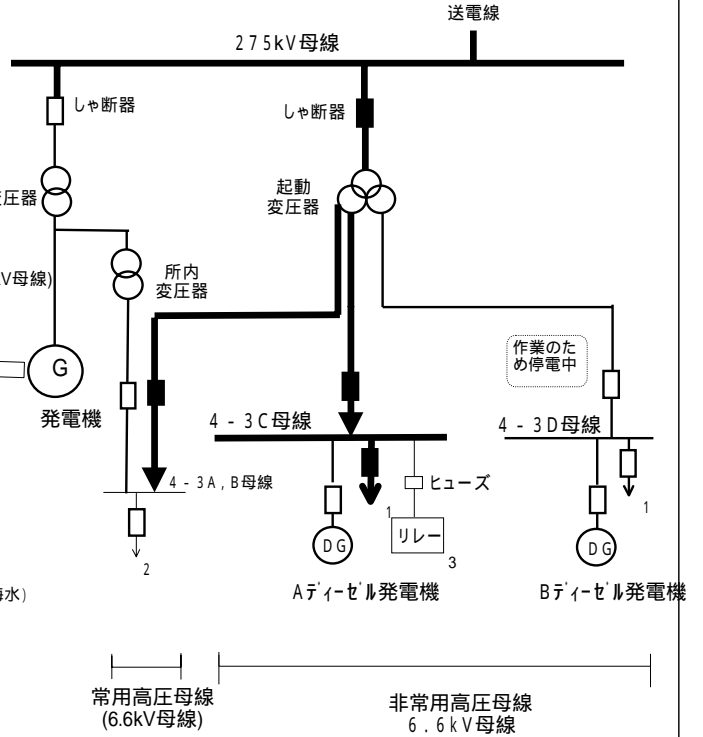 送電線
275kV母線
しゃ断器
しゃ断器
変圧器
起動
変圧器
所内
変圧器
V母線)
作業のた
め停電中
G
発電機
4-3C母線
4-3D母線
4-3A,B母線
ヒューズ
1
1
リレー
2
DG
3
DG
Aディーゼル発電機
Bディーゼル発電機
海水)
常用高圧母線
(6.6kV母線)
非常用高圧母線
6.6kV母線